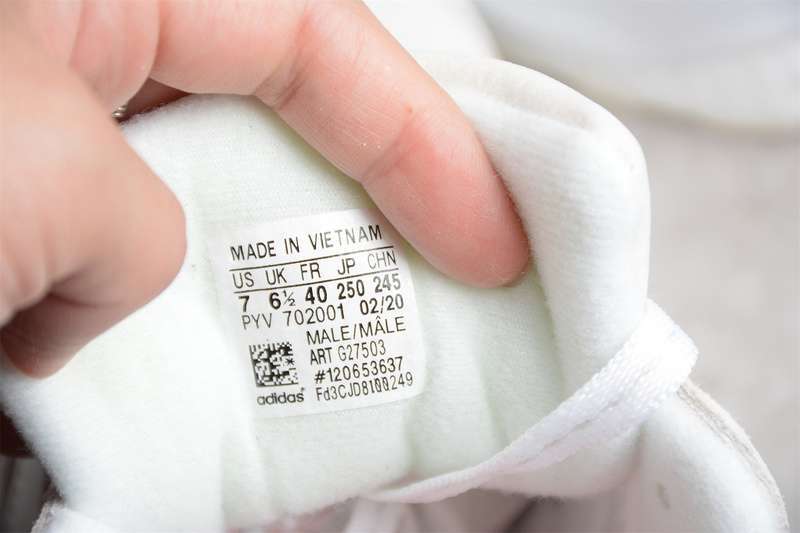 MADE IN VIETNAM
US UK FR JP CHN
7 6½ 40 250 245
PYV 702001 02/20
MALE/MÂLE
ART G27503
#120653637
Fd3CJD8100249
adidas